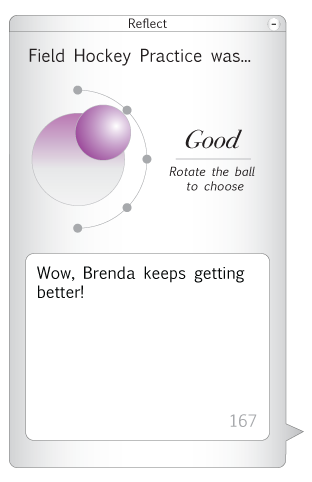 Reflect
Field Hockey Practice was...
Good
Rotate the ball
to choose
Wow, Brenda keeps getting
better!
167